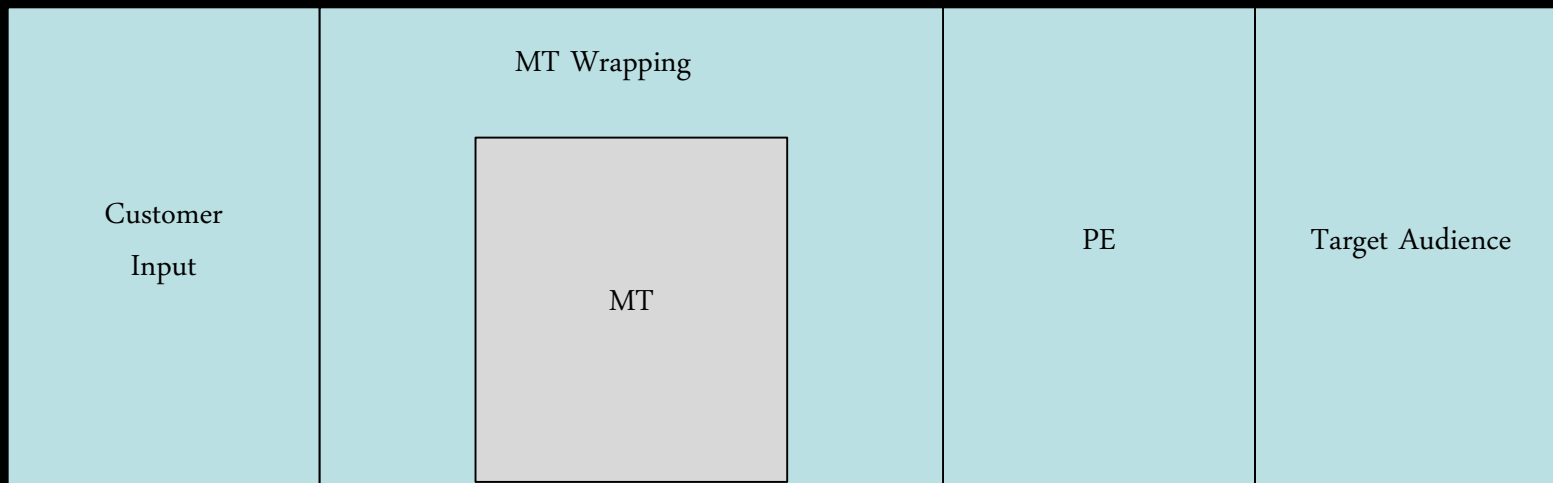 Customer
Input
MT Wrapping
MT
PE
Target Audience